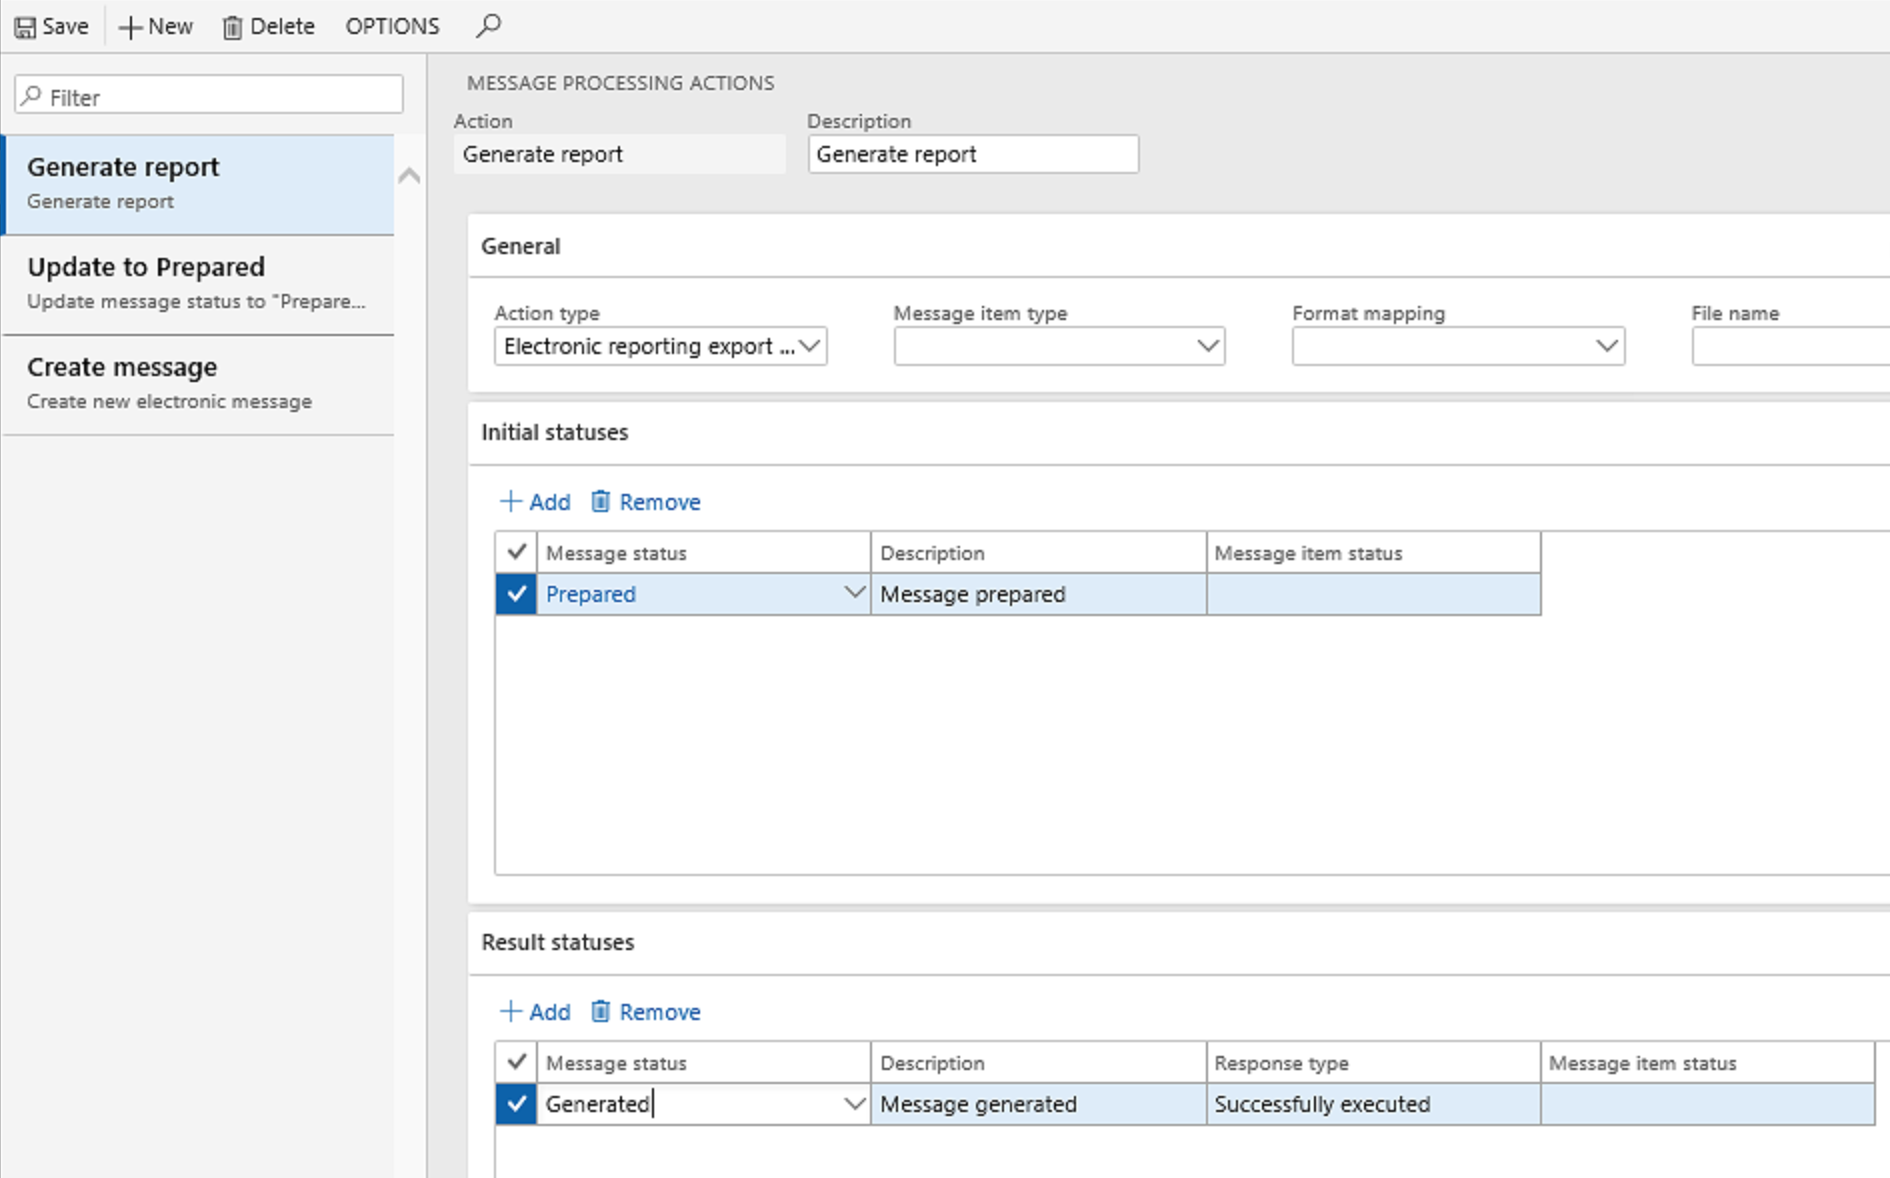 Save New Delete OPTIONS
Filter
Generate report
Generate report
Update to Prepared
Update message status to "Prepare...
Create message
Create new electronic message
MESSAGE PROCESSING ACTIONS
Action Description
Generate report Generate report
General
Action type Message item type Format mapping File name
Electronic reporting export ...
Initial statuses
Add Remove
Message status Description Message item status
Prepared Message prepared
Result statuses
Add Remove
Message status Description Response type Message item status
Generated Message generated Successfully executed